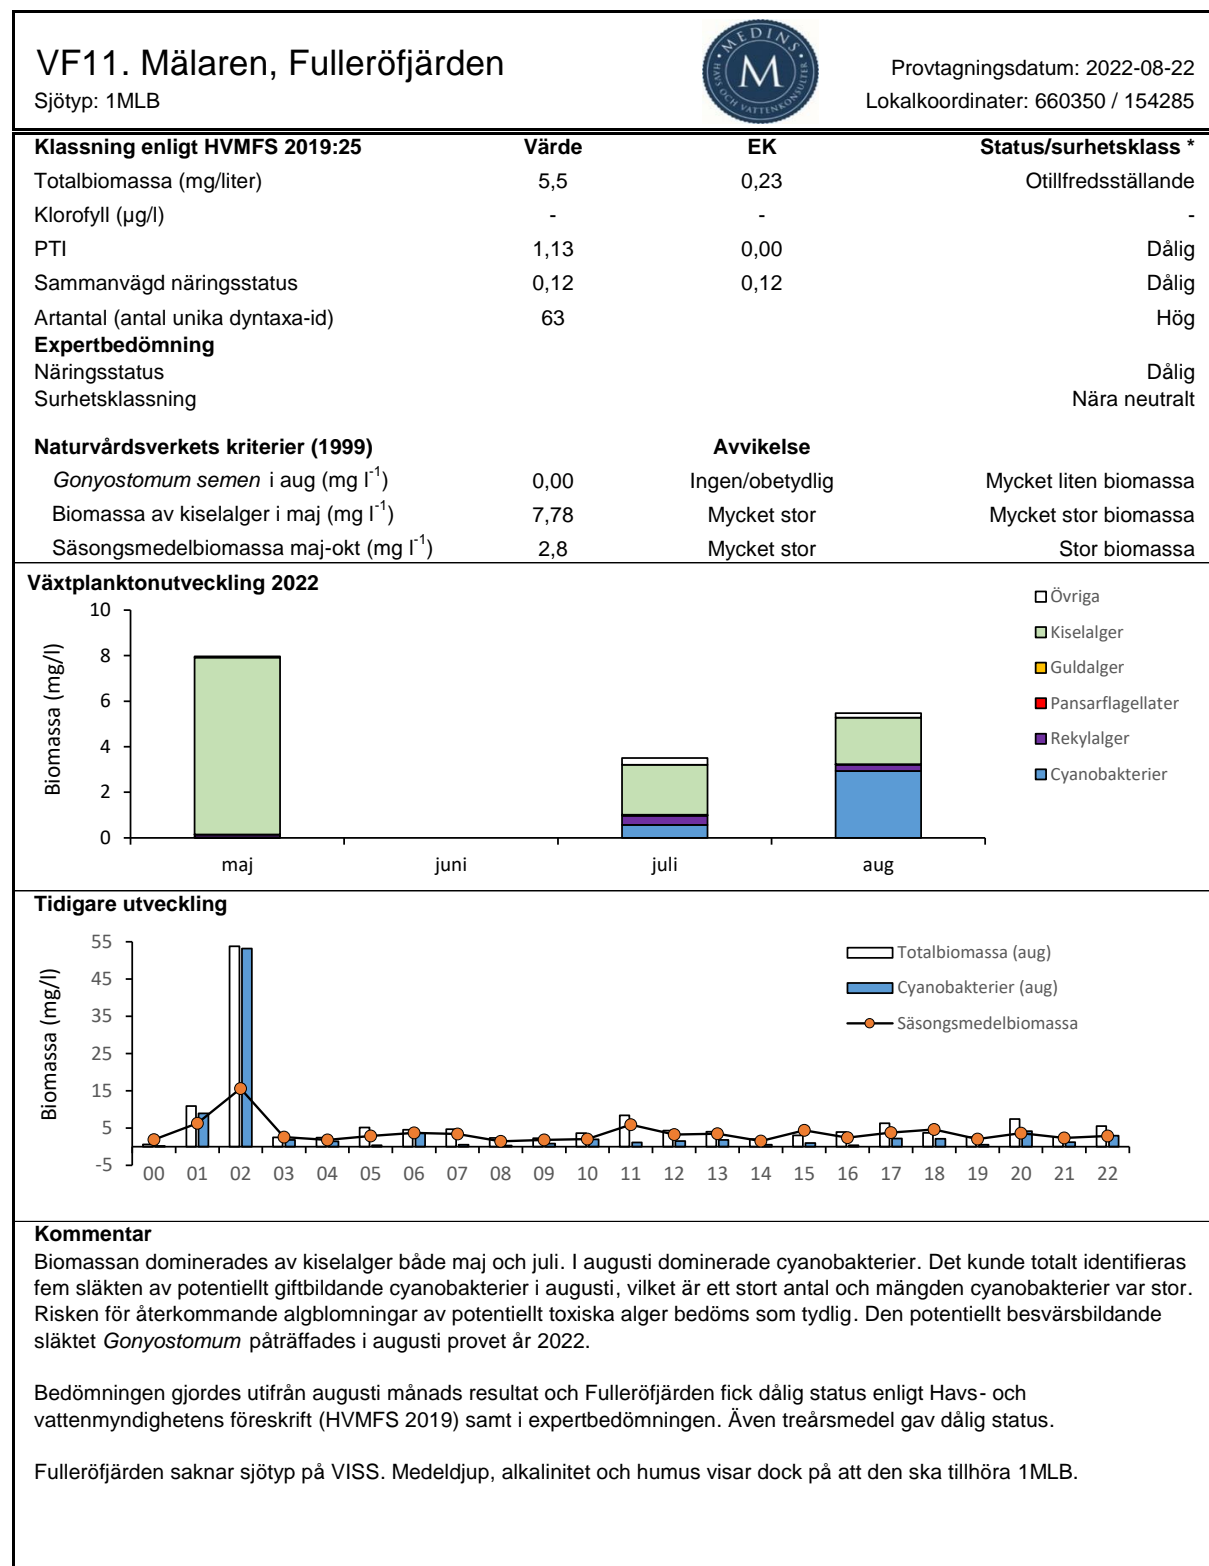 VF11. Mälaren, Fulleröfjärden
Sjötyp: 1MLB
MEDINS
M
HAVS OCH VATTENKONSULTER
Provtagningsdatum: 2022-08-22
Lokalkoordinater: 660350 / 154285
Klassning enligt HVMFS 2019:25 Värde EK Status/surhetsklass *
Totalbiomassa (mg/liter) 5,5 0,23 Otillfredsställande
Klorofyll (µg/l) - - -
PTI 1,13 0,00 Dålig
Sammanvägd näringsstatus 0,12 0,12 Dålig
Artantal (antal unika dyntaxa-id) 63 Hög
Expertbedömning
Näringsstatus Dålig
Surhetsklassning Nära neutralt
Naturvårdsverkets kriterier (1999) Avvikelse
Gonyostomum semen i aug (mg l⁻¹) 0,00 Ingen/obetydlig Mycket liten biomassa
Biomassa av kiselalger i maj (mg l⁻¹) 7,78 Mycket stor Mycket stor biomassa
Säsongsmedelbiomassa maj-okt (mg l⁻¹) 2,8 Mycket stor Stor biomassa
Växtplanktonutveckling 2022
Biomassa (mg/l)
10
8
6
4
2
0
maj juni juli aug
Övriga
Kiselalger
Guldalger
Pansarflagellater
Rekylalger
Cyanobakterier
Tidigare utveckling
Biomassa (mg/l)
55
45
35
25
15
5
-5
00 01 02 03 04 05 06 07 08 09 10 11 12 13 14 15 16 17 18 19 20 21 22
Totalbiomassa (aug)
Cyanobakterier (aug)
Säsongsmedelbiomassa
Kommentar
Biomassan dominerades av kiselalger både maj och juli. I augusti dominerade cyanobakterier. Det kunde totalt identifieras
fem släkten av potentiellt giftbildande cyanobakterier i augusti, vilket är ett stort antal och mängden cyanobakterier var stor.
Risken för återkommande algblomningar av potentiellt toxiska alger bedöms som tydlig. Den potentiellt besvärsbildande
släktet Gonyostomum påträffades i augusti provet år 2022.
Bedömningen gjordes utifrån augusti månads resultat och Fulleröfjärden fick dålig status enligt Havs- och
vattenmyndighetens föreskrift (HVMFS 2019) samt i expertbedömningen. Även treårsmedel gav dålig status.
Fulleröfjärden saknar sjötyp på VISS. Medeldjup, alkalinitet och humus visar dock på att den ska tillhöra 1MLB.